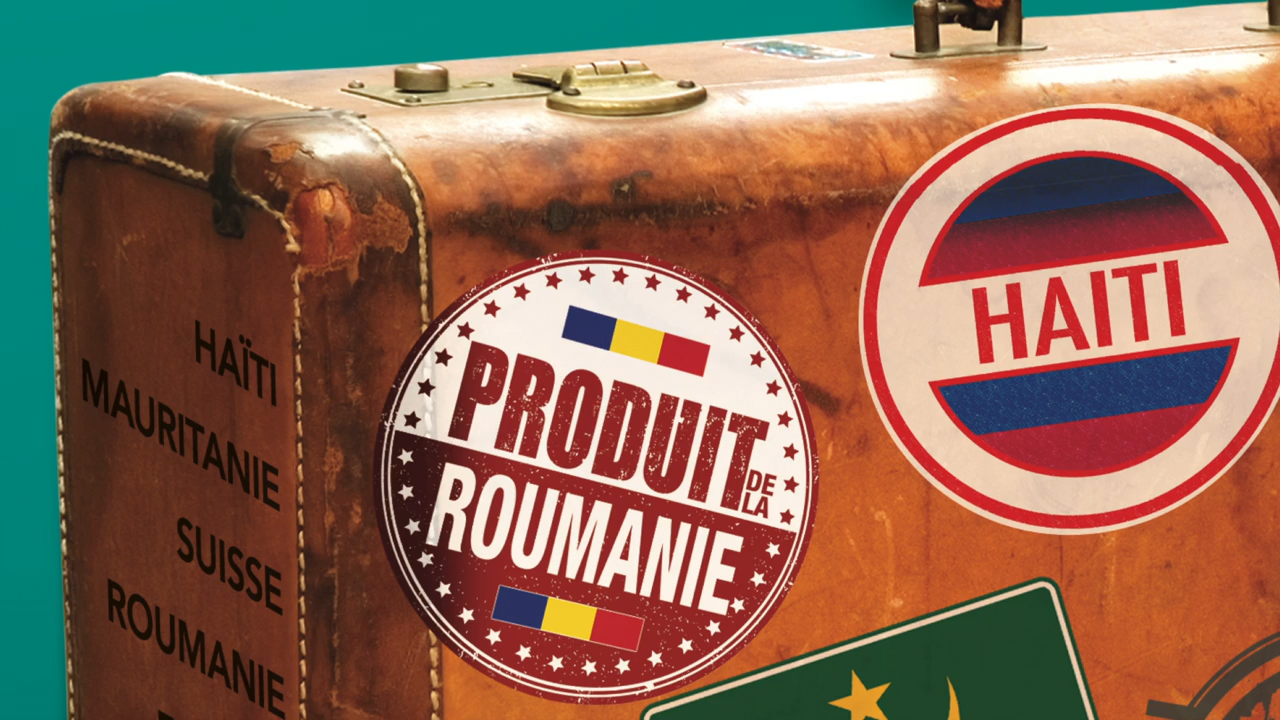 HAÏTI
MAURITANIE
SUISSE
ROUMANIE
PRODUIT
DE
LA
ROUMANIE
HAITI